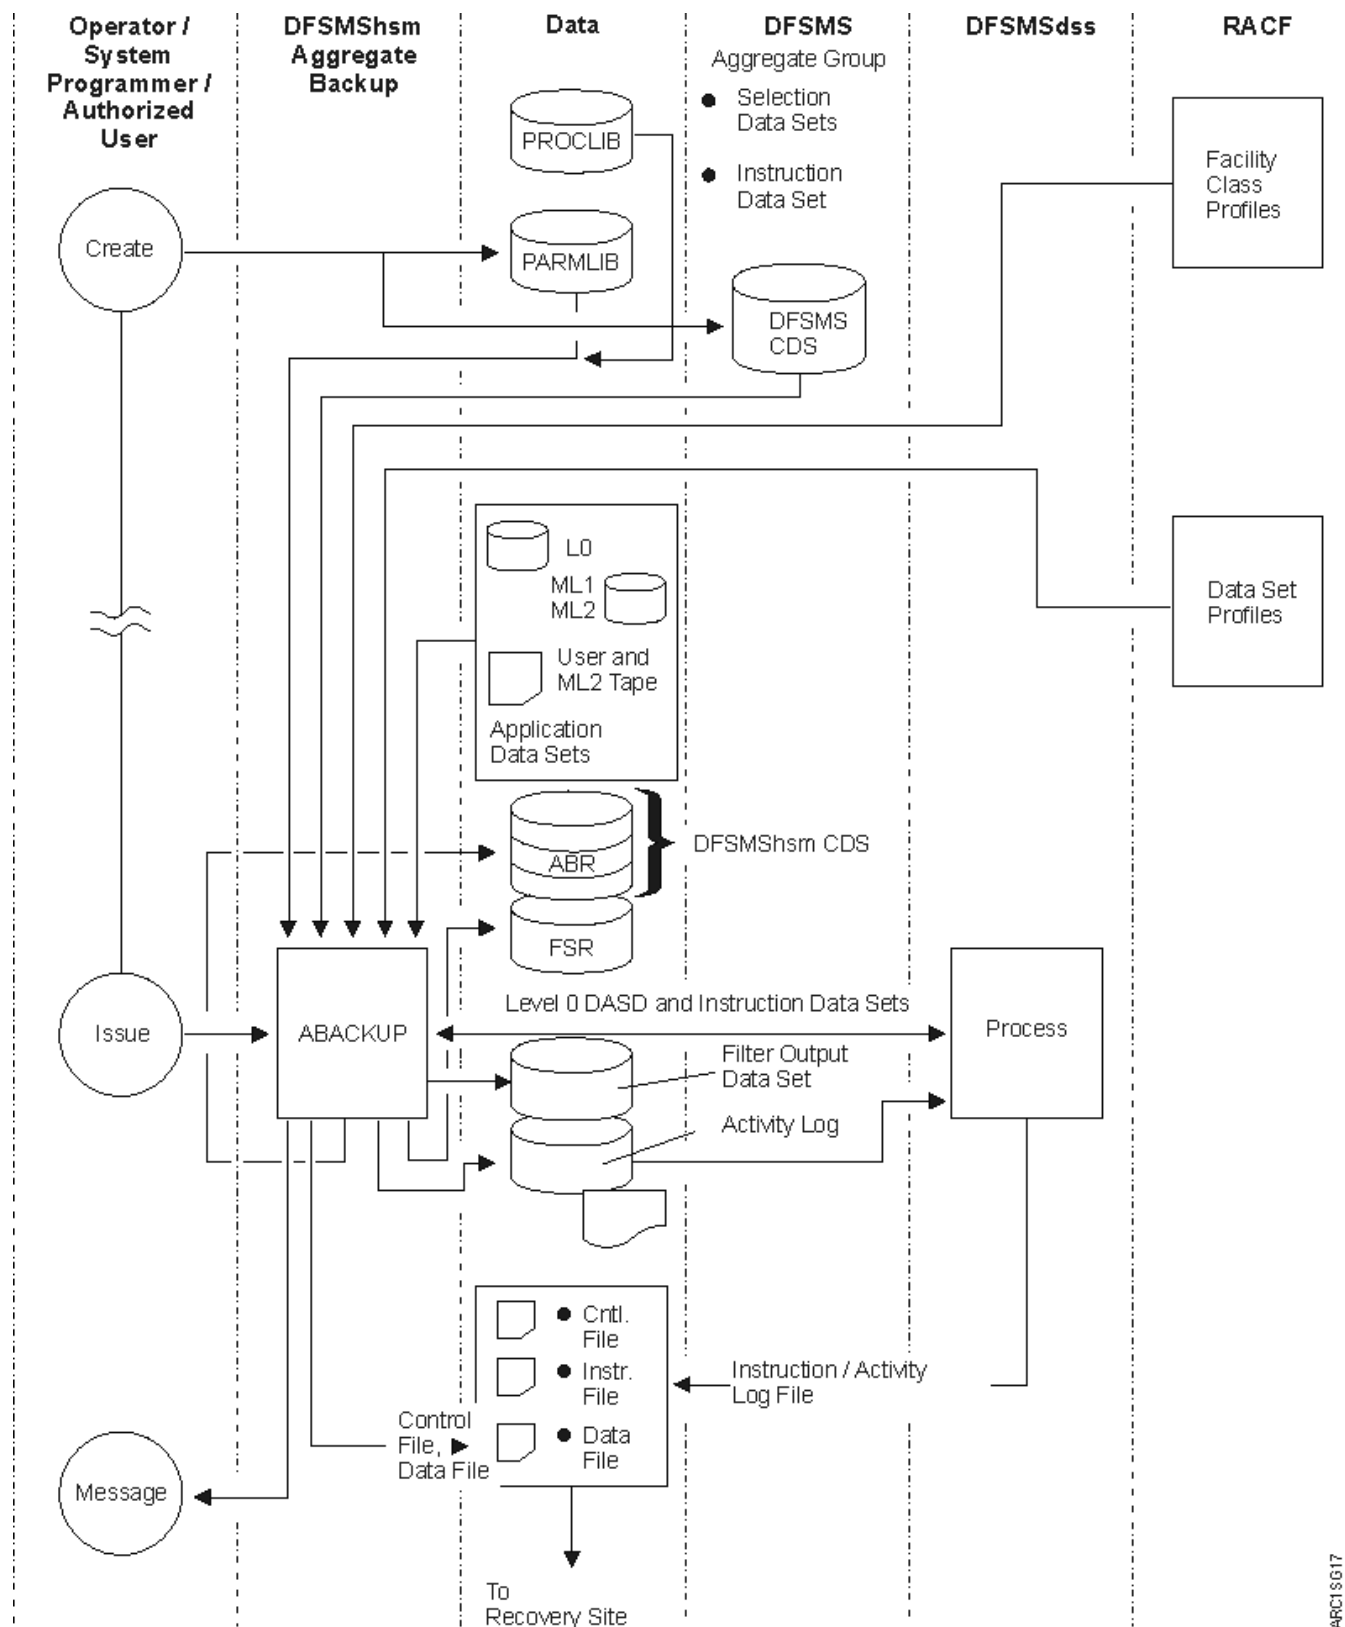 Operator /
System
Programmer /
Authorized
User
DFSMShsm
Aggregate
Backup
Data
DFSMS
Aggregate Group
● Selection
Data Sets
● Instruction
Data Set
DFSMSdss
RACF
PROCLIB
Facility
Class
Profiles
Create
PARMLIB
DFSMS
CDS
L0
ML1
ML2
User and
ML2 Tape
Application
Data Sets
Data Set
Profiles
ABR
DFSMShsm CDS
FSR
Level 0 DASD and Instruction Data Sets
Issue
ABACKUP
Process
Filter Output
Data Set
Activity Log
● Cntl.
File
● Instr.
File
● Data
File
Instruction / Activity
Log File
Control
File,
Data File
Message
To
Recovery Site
ARC1SG17